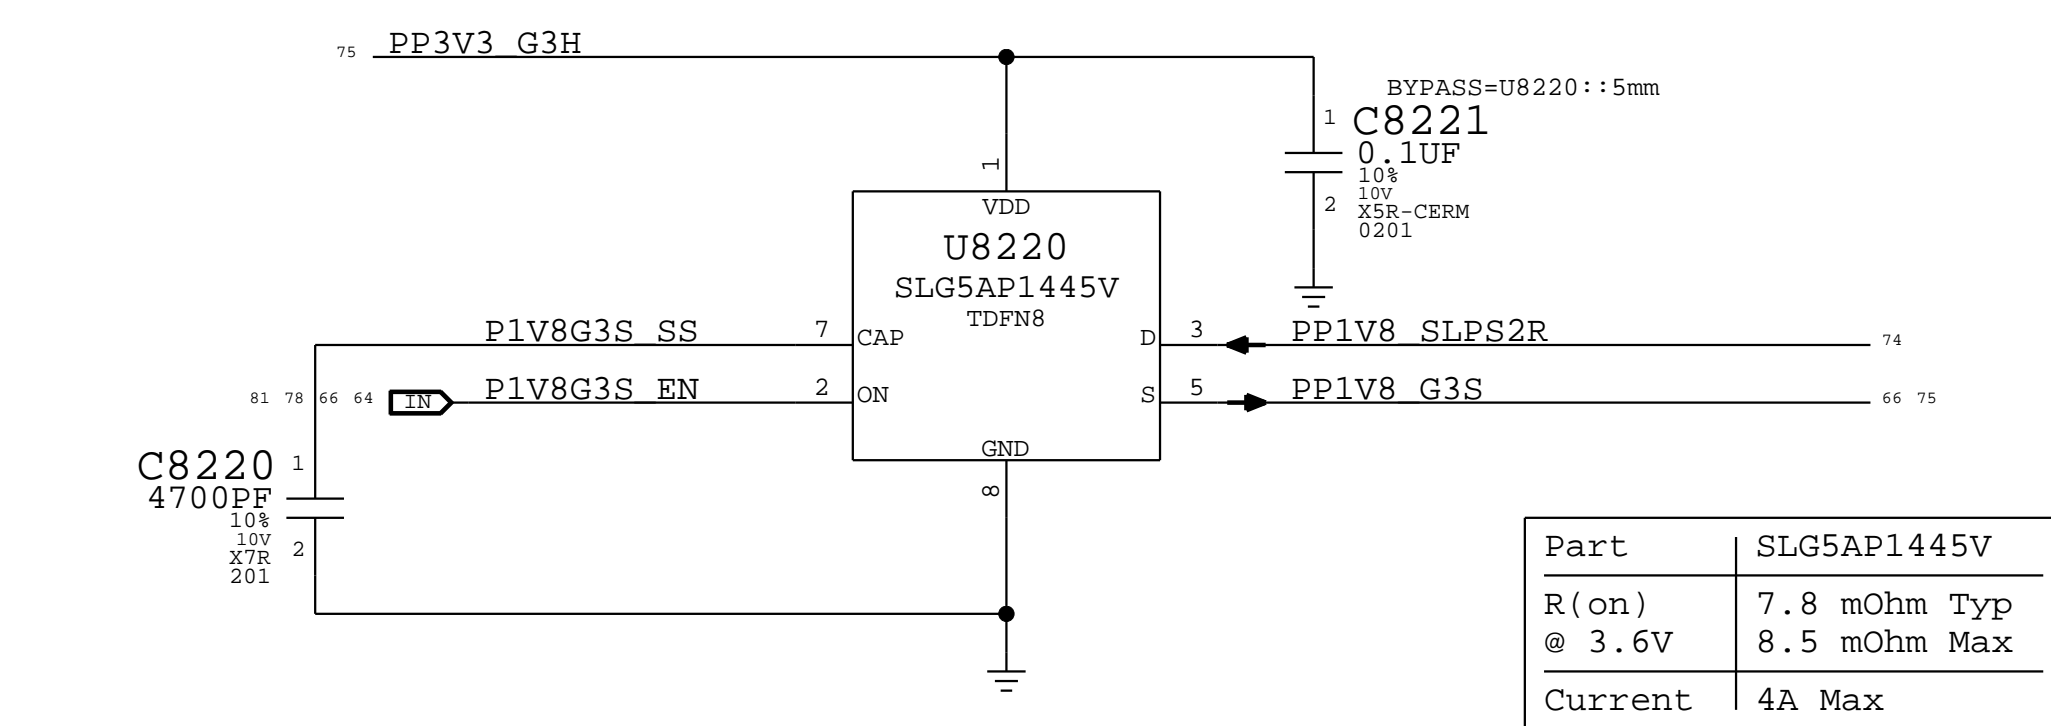 75 PP3V3_G3H
BYPASS=U8220::5mm
1 C8221
0.1UF
10%
10V
2 X5R-CERM
0201
1
VDD
U8220
SLG5AP1445V
TDFN8
P1V8G3S_SS 7 CAP
D 3 PP1V8_SLPS2R 74
81 78 66 64 IN P1V8G3S_EN 2 ON
S 5 PP1V8_G3S 66 75
GND
8
C8220 1
4700PF
10%
10V
X7R 2
201
Part SLG5AP1445V
R(on) 7.8 mOhm Typ
@ 3.6V 8.5 mOhm Max
Current 4A Max